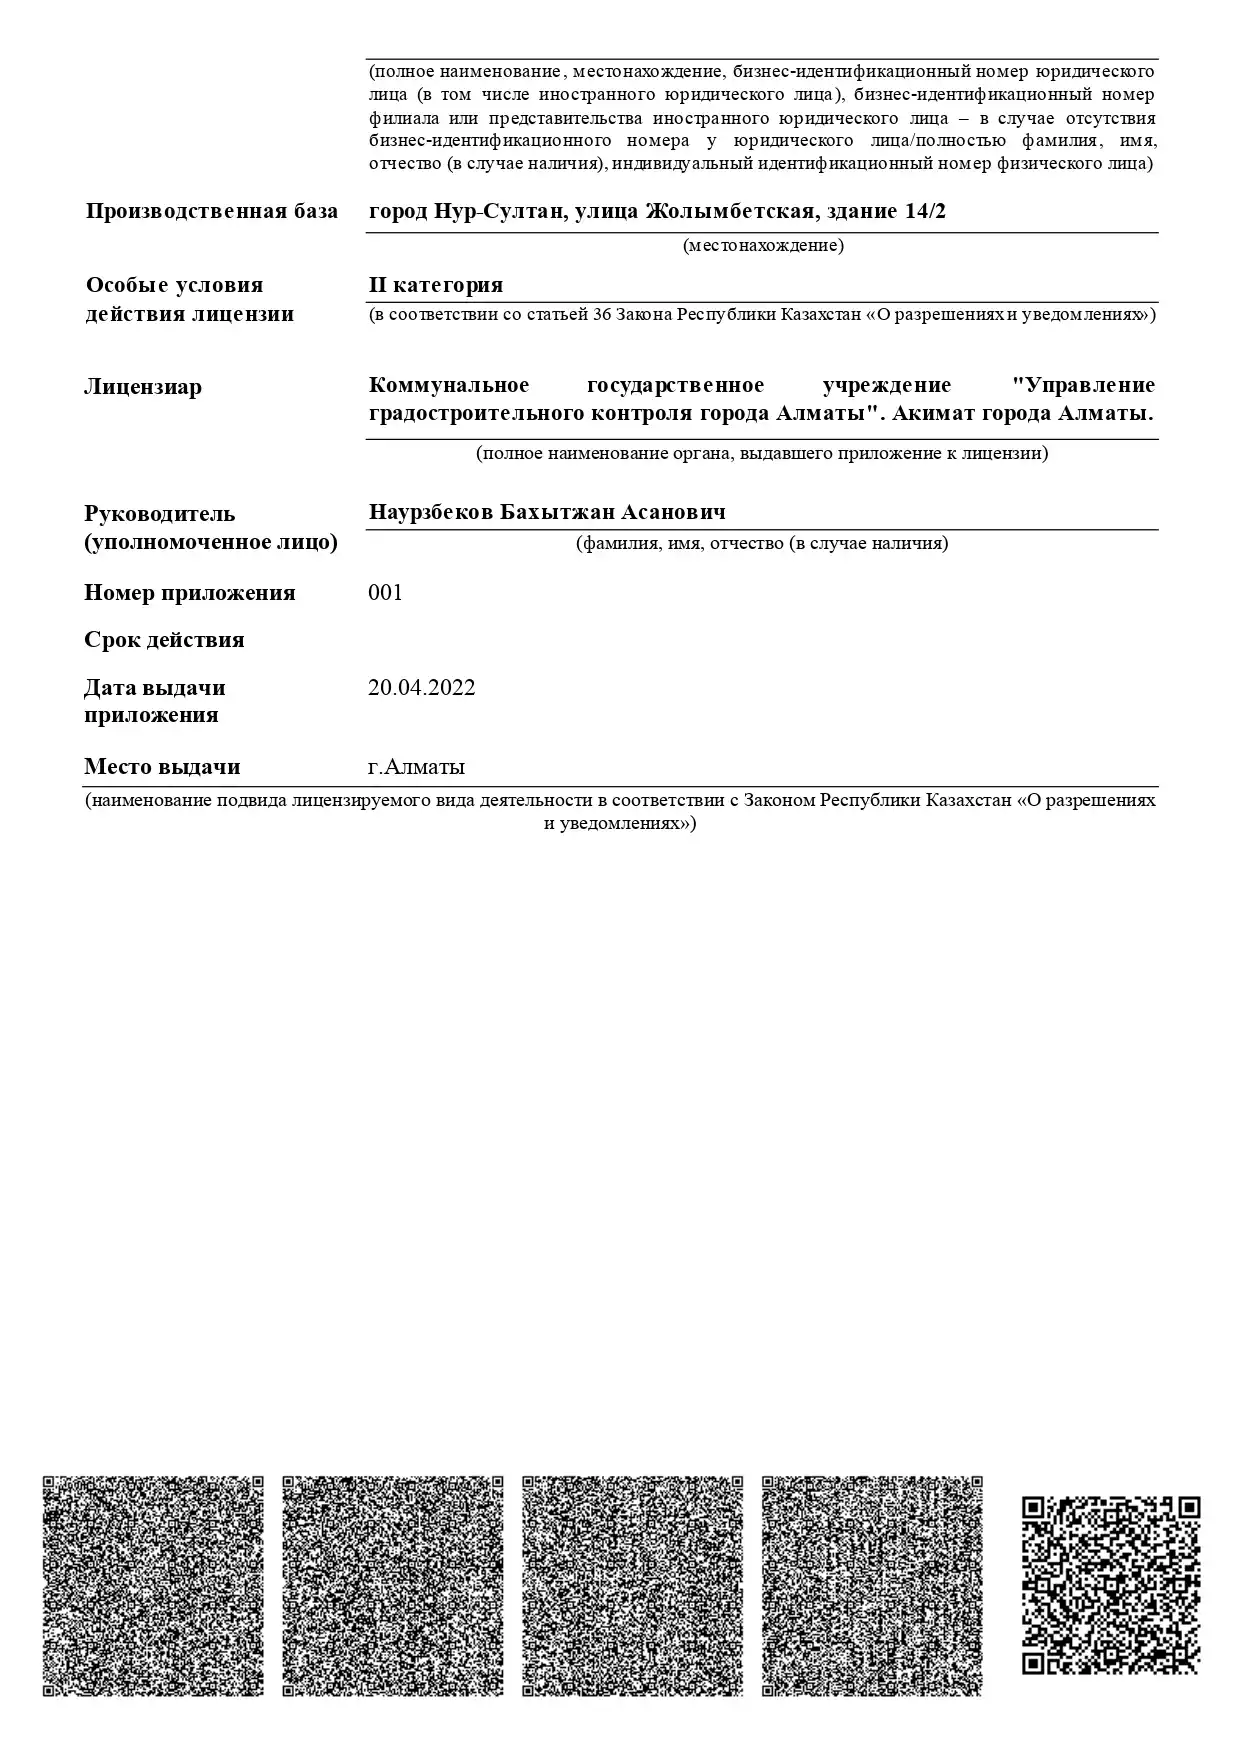 (полное наименование, местонахождение, бизнес-идентификационный номер юридического
лица (в том числе иностранного юридического лица), бизнес-идентификационный номер
филиала или представительства иностранного юридического лица – в случае отсутствия
бизнес-идентификационного номера у юридического лица/полностью фамилия, имя,
отчество (в случае наличия), индивидуальный идентификационный номер физического лица)
Производственная база город Нур-Султан, улица Жолымбетская, здание 14/2
(местонахождение)
Особые условия II категория
действия лицензии (в соответствии со статьей 36 Закона Республики Казахстан «О разрешениях и уведомлениях»)
Лицензиар Коммунальное государственное учреждение "Управление
градостроительного контроля города Алматы". Акимат города Алматы.
(полное наименование органа, выдавшего приложение к лицензии)
Руководитель Наурзбеков Бахытжан Асанович
(уполномоченное лицо) (фамилия, имя, отчество (в случае наличия)
Номер приложения 001
Срок действия
Дата выдачи 20.04.2022
приложения
Место выдачи г.Алматы
(наименование подвида лицензируемого вида деятельности в соответствии с Законом Республики Казахстан «О разрешениях
и уведомлениях»)